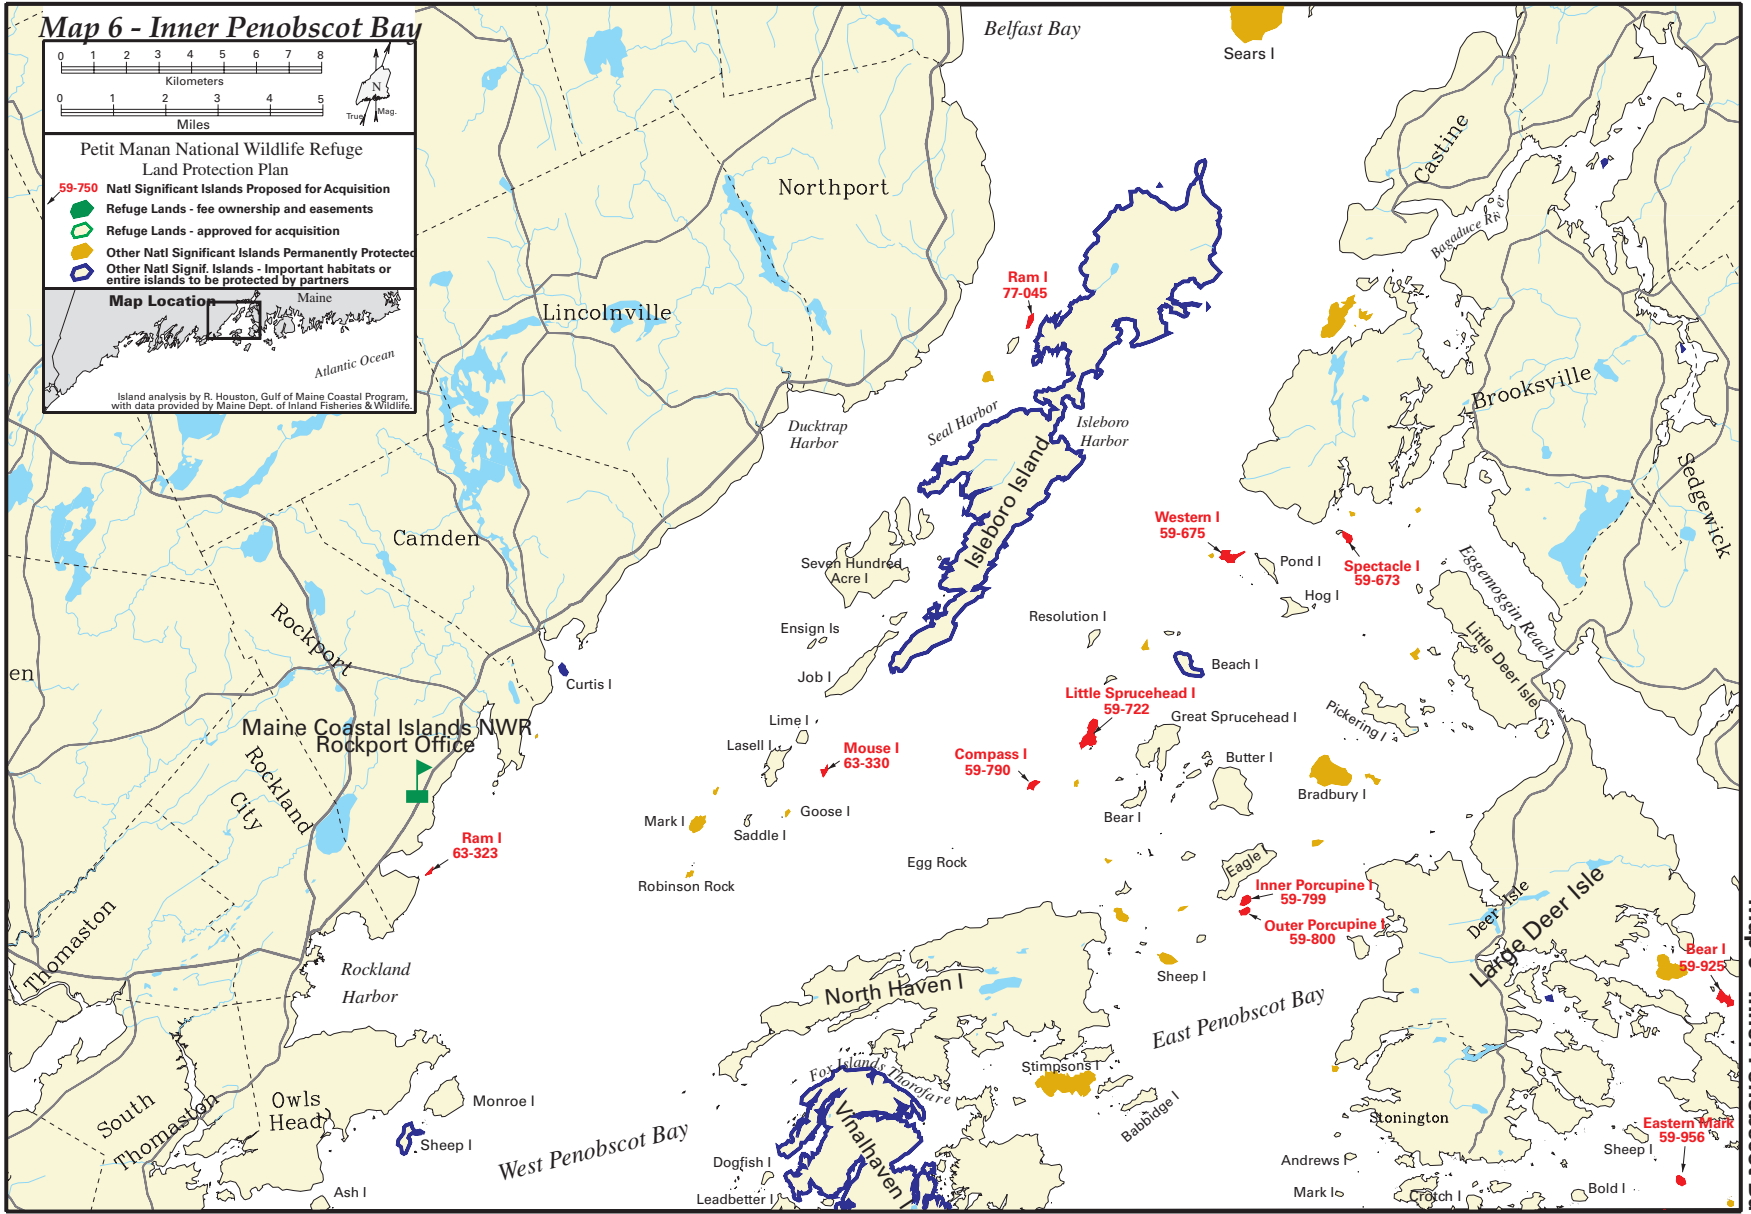 Map 6 - Inner Penobscot Bay
0 1 2 3 4 5 6 7 8
Kilometers
0 1 2 3 4 5
Miles
N
True
Mag.
Petit Manan National Wildlife Refuge
Land Protection Plan
59-750 Natl Significant Islands Proposed for Acquisition
Refuge Lands - fee ownership and easements
Refuge Lands - approved for acquisition
Other Natl Significant Islands Permanently Protected
Other Natl Signif. Islands - Important habitats or
entire islands to be protected by partners
Map Location
Maine
Atlantic Ocean
Island analysis by R. Houston, Gulf of Maine Coastal Program,
with data provided by Maine Dept. of Inland Fisheries & Wildlife.
Belfast Bay
Sears I
Castine
Bagaduce River
Northport
Lincolnville
Ram I
77-045
Brooksville
Ducktrap
Harbor
Seal Harbor
Isleboro
Harbor
Isleboro Island
Sedgewick
Camden
Seven Hundred
Acre I
Western I
59-675
Pond I
Spectacle I
59-673
Hog I
Eggemoggin Reach
Little Deer Isle
Rockport
Ensign Is
Resolution I
Beach I
Job I
Curtis I
en
Little Sprucehead I
59-722
Great Sprucehead I
Pickering I
Maine Coastal Islands NWR
Rockport Office
Lime I
Lasell I
Mouse I
63-330
Compass I
59-790
Butter I
Bradbury I
Rockland
City
Mark I
Saddle I
Goose I
Bear I
Ram I
63-323
Robinson Rock
Egg Rock
Eagle I
Inner Porcupine I
59-799
Outer Porcupine I
59-800
Deer Isle
Large Deer Isle
Bear I
59-925
Thomaston
Rockland
Harbor
North Haven I
Sheep I
East Penobscot Bay
Fox Islands Thorofare
Stimpsons I
Babbidge I
Vinalhaven I
South
Thomaston
Owls
Head
Monroe I
Sheep I
West Penobscot Bay
Stonington
Eastern Mark
59-956
Sheep I
Dogfish I
Leadbetter I
Ash I
Andrews I
Mark I
Crotch I
Bold I